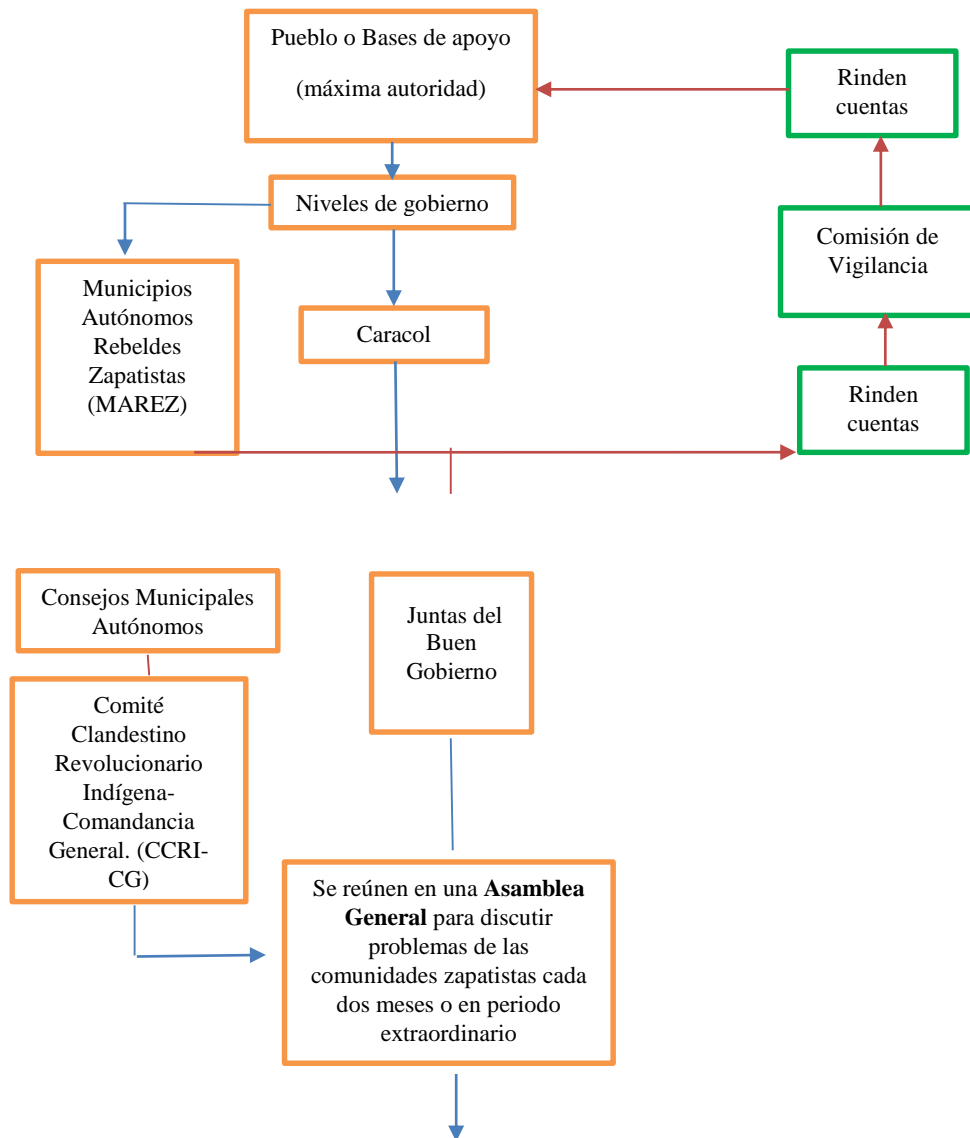 Pueblo o Bases de apoyo
(máxima autoridad)
Rinden
cuentas
Niveles de gobierno
Comisión de
Vigilancia
Municipios
Autónomos
Rebeldes
Zapatistas
(MAREZ)
Caracol
Rinden
cuentas
Consejos Municipales
Autónomos
Juntas del
Buen
Gobierno
Comité
Clandestino
Revolucionario
Indígena-
Comandancia
General. (CCRI-
CG)
Se reúnen en una Asamblea
General para discutir
problemas de las
comunidades zapatistas cada
dos meses o en periodo
extraordinario